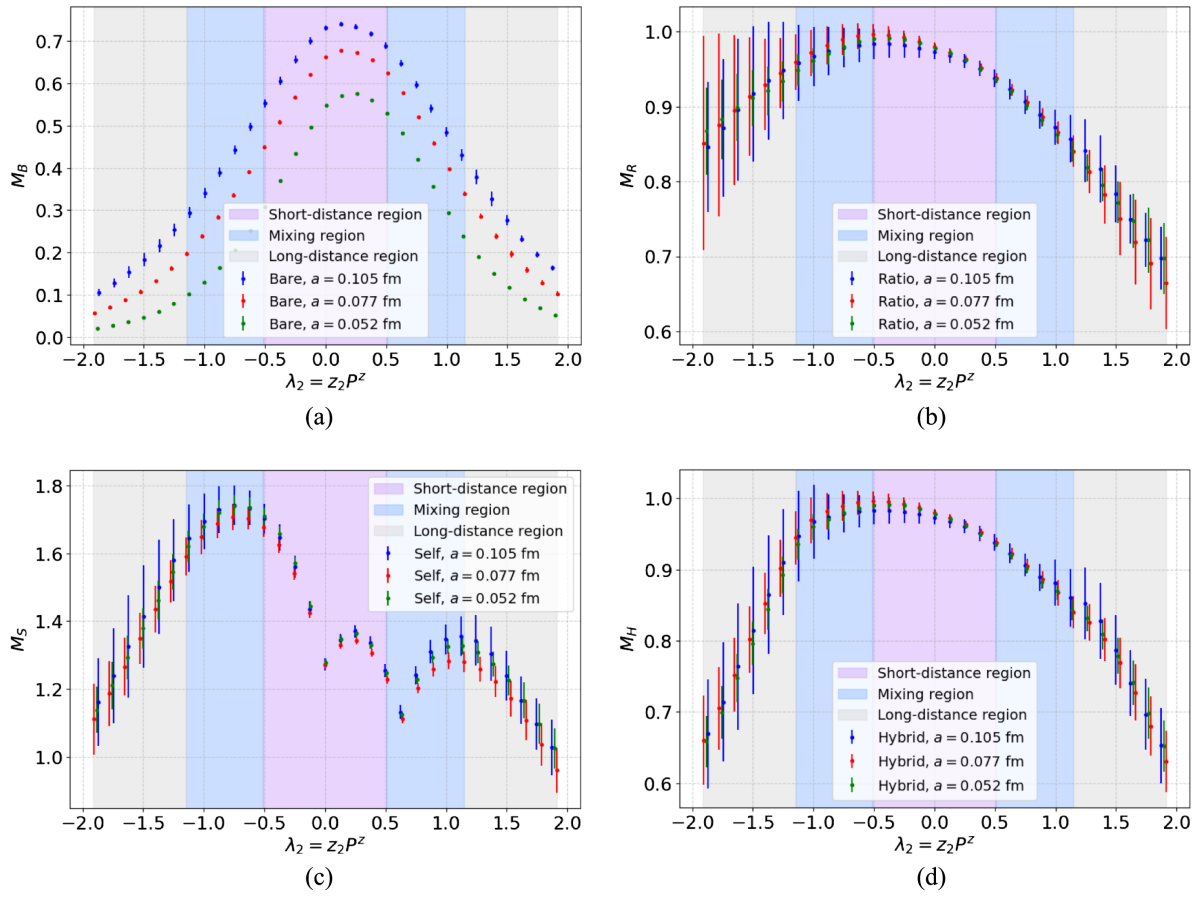 0.7
0.6
0.5
0.4
0.3
0.2
0.1
0.0
M_B
Short-distance region
Mixing region
Long-distance region
Bare, a = 0.105 fm
Bare, a = 0.077 fm
Bare, a = 0.052 fm
−2.0 −1.5 −1.0 −0.5 0.0 0.5 1.0 1.5 2.0
λ₂ = z₂Pᶻ
(a)
1.0
0.9
0.8
0.7
0.6
M_R
Short-distance region
Mixing region
Long-distance region
Ratio, a = 0.105 fm
Ratio, a = 0.077 fm
Ratio, a = 0.052 fm
−2.0 −1.5 −1.0 −0.5 0.0 0.5 1.0 1.5 2.0
λ₂ = z₂Pᶻ
(b)
1.8
1.6
1.4
1.2
1.0
M_S
Short-distance region
Mixing region
Long-distance region
Self, a = 0.105 fm
Self, a = 0.077 fm
Self, a = 0.052 fm
−2.0 −1.5 −1.0 −0.5 0.0 0.5 1.0 1.5 2.0
λ₂ = z₂Pᶻ
(c)
1.0
0.9
0.8
0.7
0.6
M_H
Short-distance region
Mixing region
Long-distance region
Hybrid, a = 0.105 fm
Hybrid, a = 0.077 fm
Hybrid, a = 0.052 fm
−2.0 −1.5 −1.0 −0.5 0.0 0.5 1.0 1.5 2.0
λ₂ = z₂Pᶻ
(d)